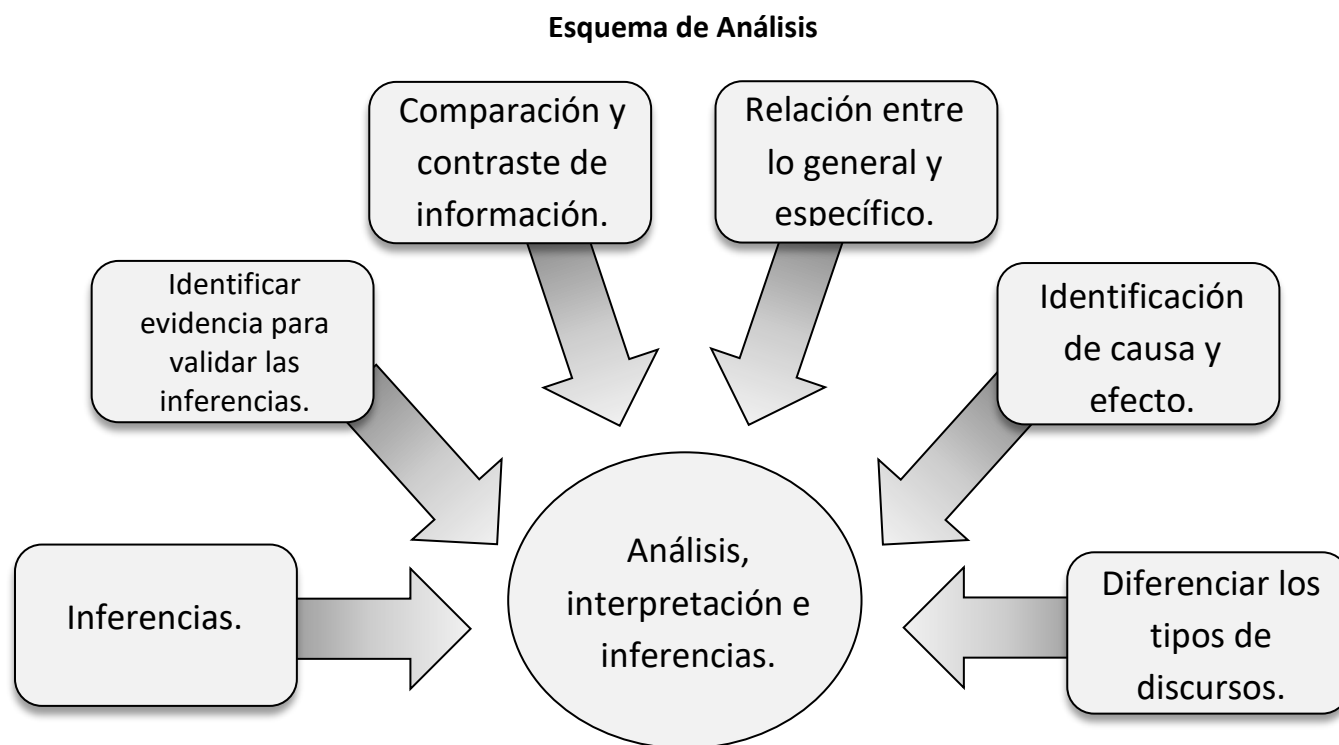 Esquema de Análisis
Comparación y
contraste de
información.
Relación entre
lo general y
específico.
Identificar
evidencia para
validar las
inferencias.
Identificación
de causa y
efecto.
Inferencias.
Análisis,
interpretación e
inferencias.
Diferenciar los
tipos de
discursos.